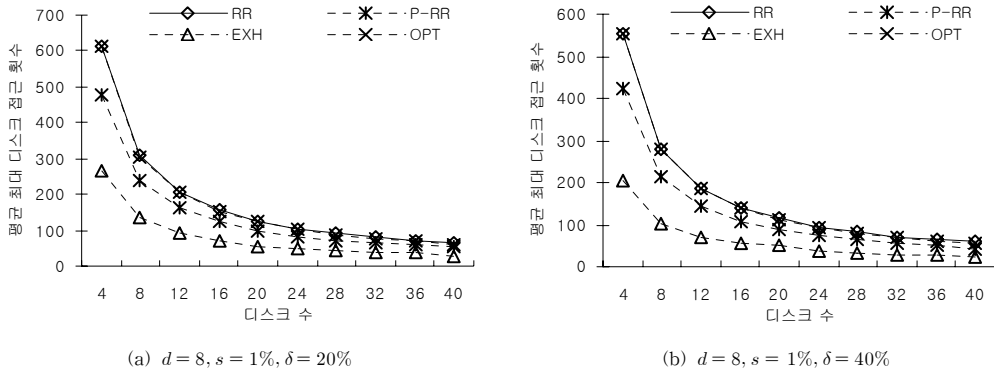 RR
P-RR
EXH
OPT
평균 최대 디스크 접근 횟수
700
600
500
400
300
200
100
0
4 8 12 16 20 24 28 32 36 40
디스크 수
(a) d = 8, s = 1%, δ = 20%
RR
P-RR
EXH
OPT
평균 최대 디스크 접근 횟수
600
500
400
300
200
100
0
4 8 12 16 20 24 28 32 36 40
디스크 수
(b) d = 8, s = 1%, δ = 40%